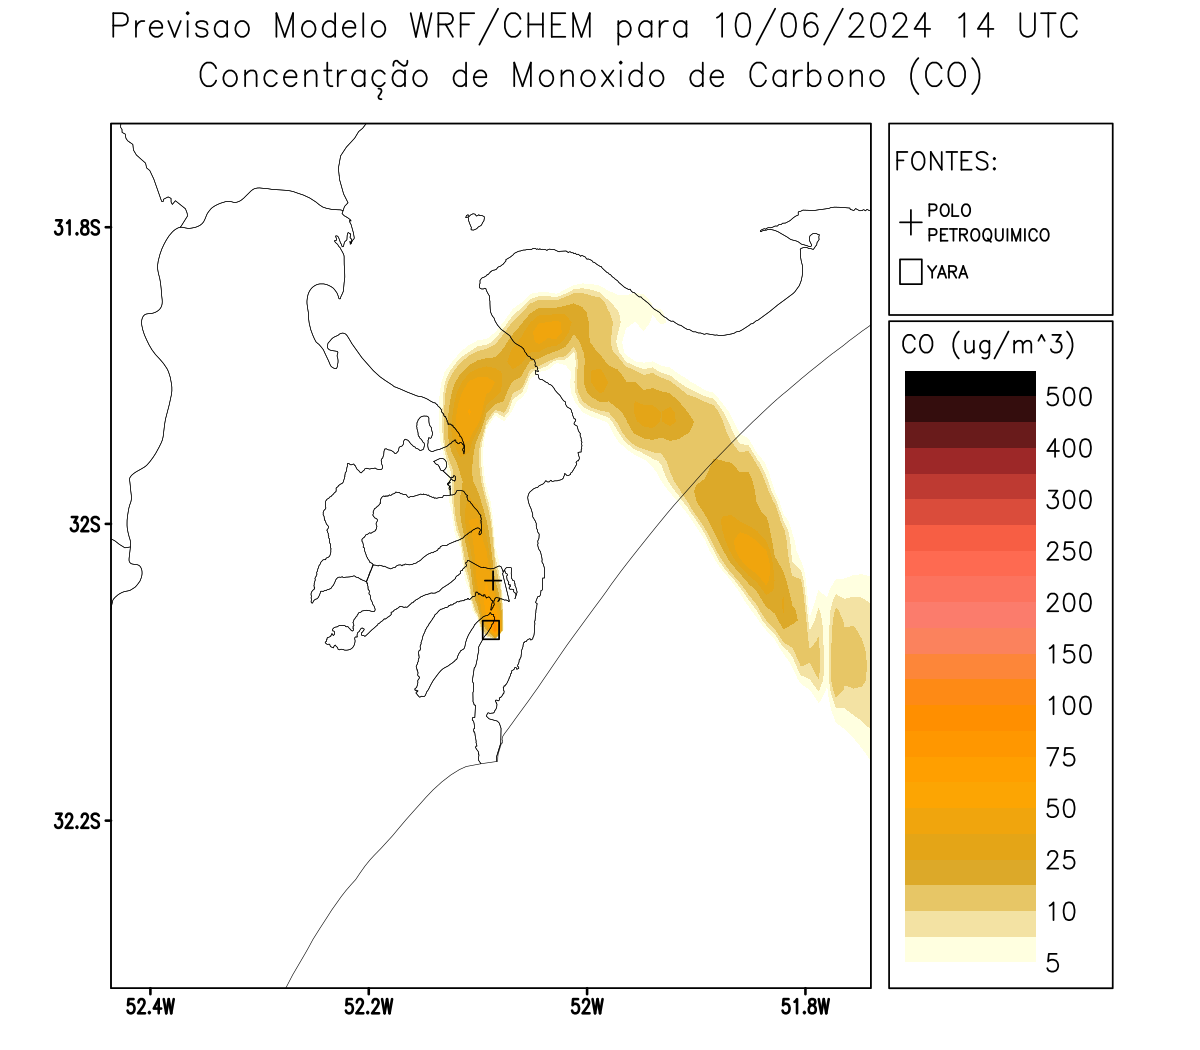 Previsao Modelo WRF/CHEM para 10/06/2024 14 UTC
Concentração de Monoxido de Carbono (CO)
FONTES:
POLO
PETROQUIMICO
YARA
CO (ug/m^3)
500
400
300
250
200
150
100
75
50
25
10
5
31.8S
32S
32.2S
52.4W
52.2W
52W
51.8W